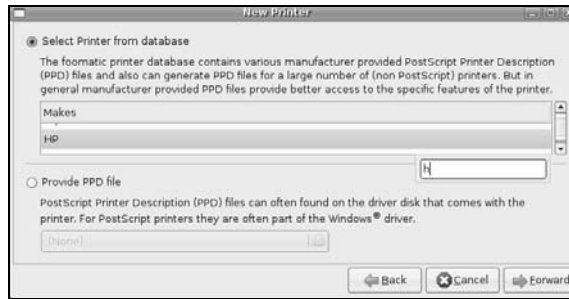 New Printer
Select Printer from database
The foomatic printer database contains various manufacturer provided PostScript Printer Description
(PPD) files and also can generate PPD files for a large number of (non PostScript) printers. But in
general manufacturer provided PPD files provide better access to the specific features of the printer.
Makes
HP
h
Provide PPD file
PostScript Printer Description (PPD) files can often found on the driver disk that comes with the
printer. For PostScript printers they are often part of the Windows® driver.
(None)
Back
Cancel
Forward